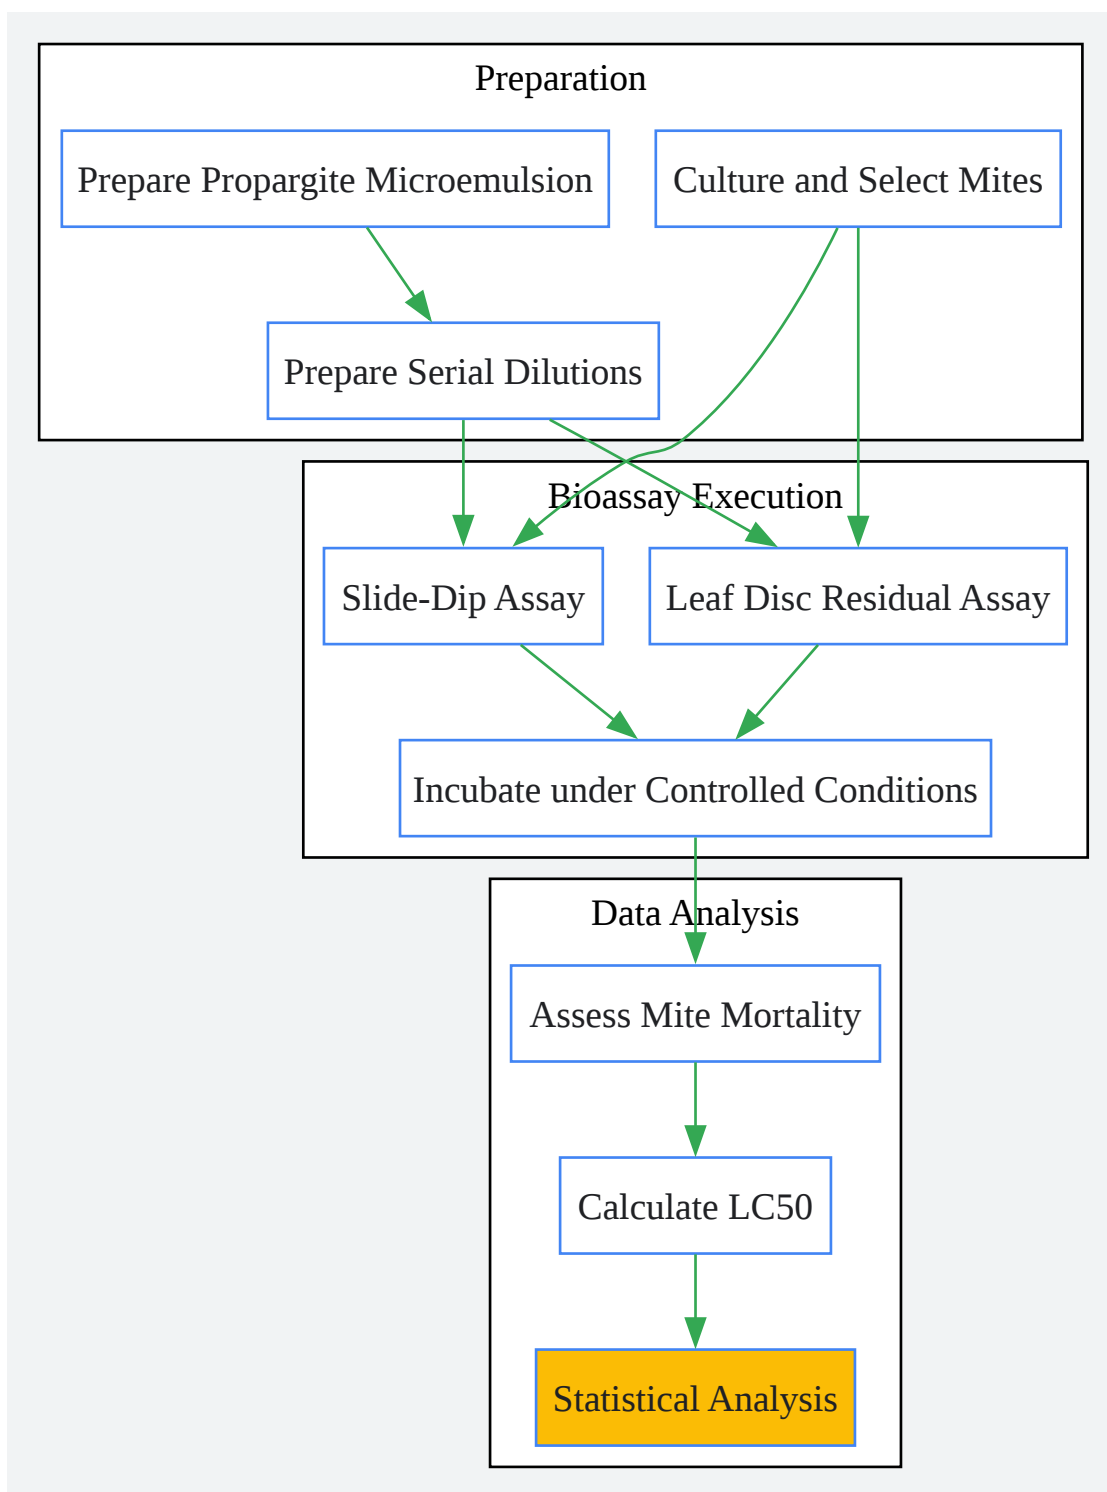 Preparation
Prepare Propargite Microemulsion
Culture and Select Mites
Prepare Serial Dilutions
Bioassay Execution
Slide-Dip Assay
Leaf Disc Residual Assay
Incubate under Controlled Conditions
Data Analysis
Assess Mite Mortality
Calculate LC50
Statistical Analysis